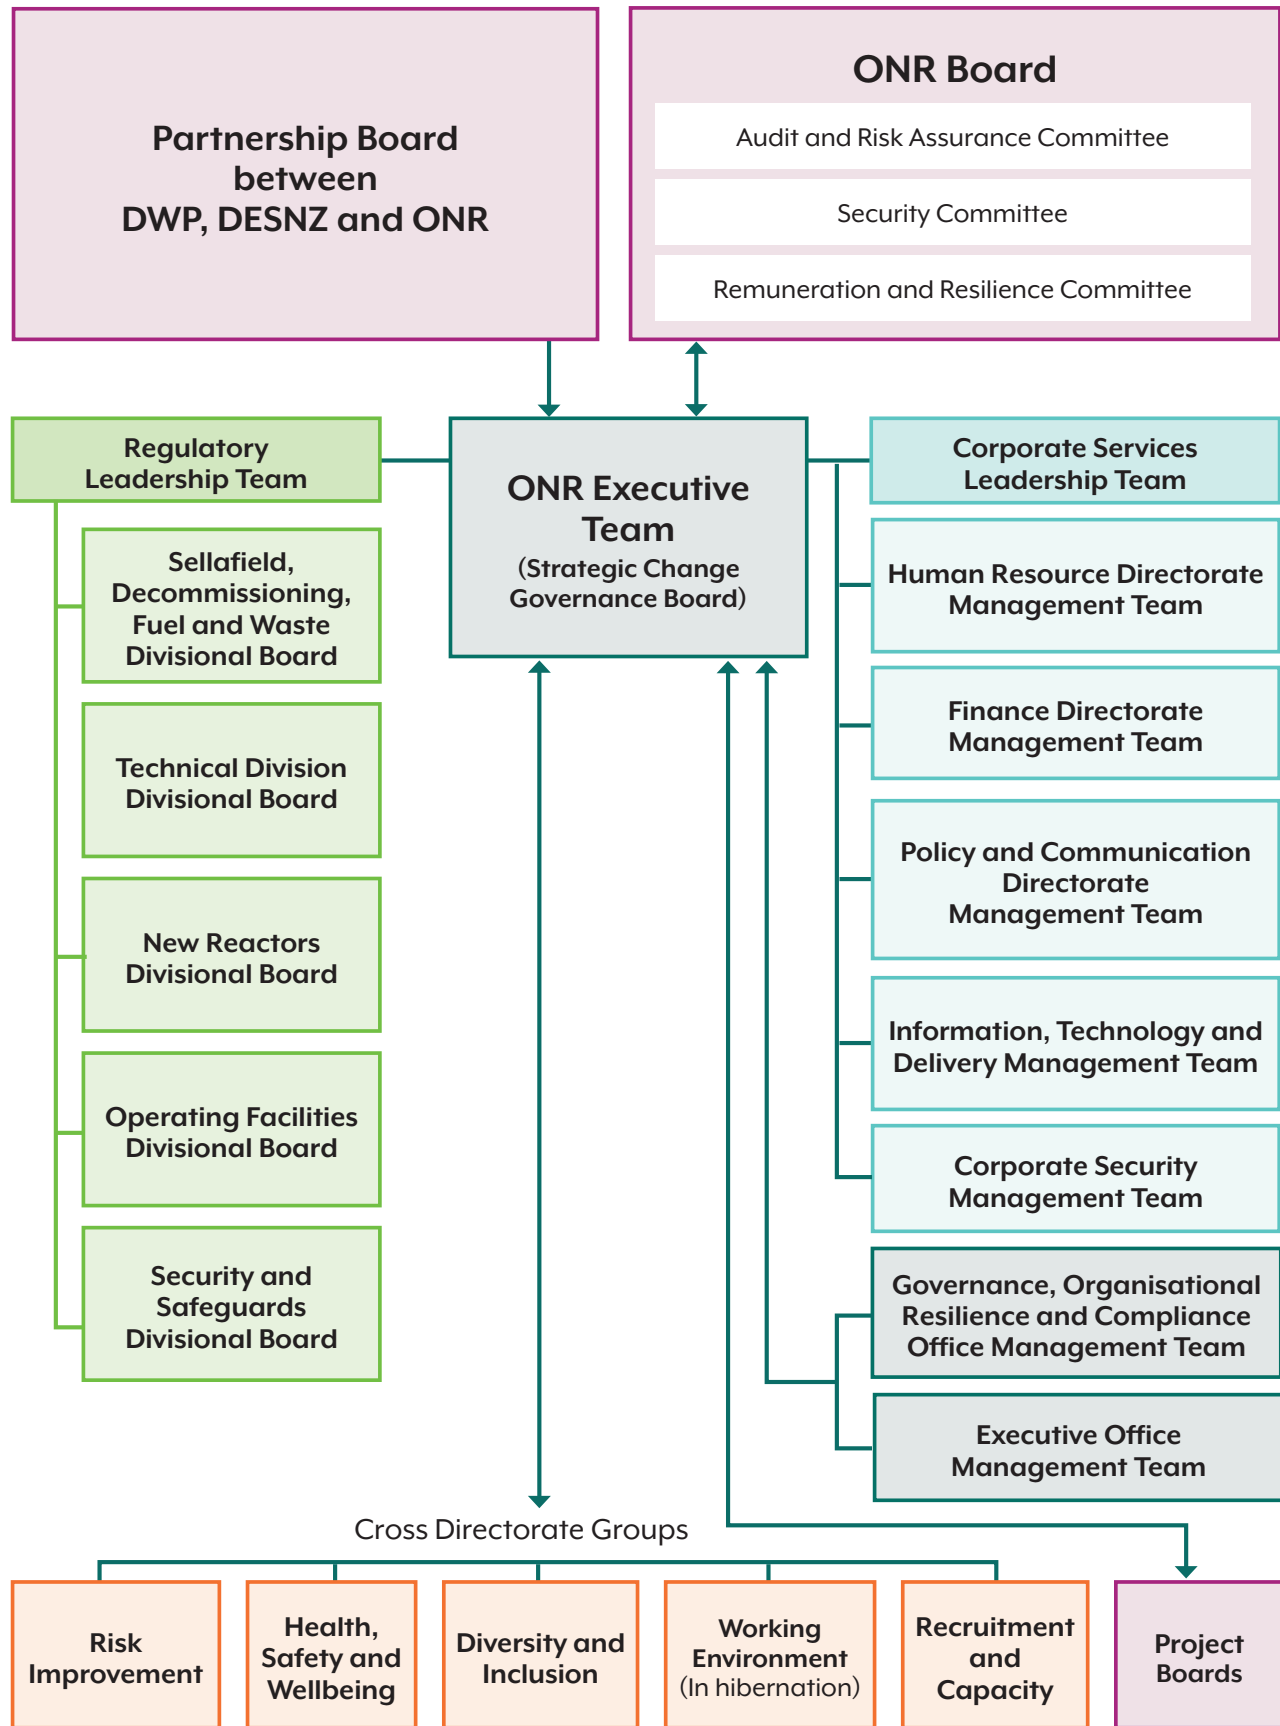 Partnership Board
between
DWP, DESNZ and ONR
ONR Board
Audit and Risk Assurance Committee
Security Committee
Remuneration and Resilience Committee
Regulatory
Leadership Team
Sellafield,
Decommissioning,
Fuel and Waste
Divisional Board
Technical Division
Divisional Board
New Reactors
Divisional Board
Operating Facilities
Divisional Board
Security and
Safeguards
Divisional Board
ONR Executive
Team
(Strategic Change
Governance Board)
Corporate Services
Leadership Team
Human Resource Directorate
Management Team
Finance Directorate
Management Team
Policy and Communication
Directorate
Management Team
Information, Technology and
Delivery Management Team
Corporate Security
Management Team
Governance, Organisational
Resilience and Compliance
Office Management Team
Executive Office
Management Team
Cross Directorate Groups
Risk
Improvement
Health,
Safety and
Wellbeing
Diversity and
Inclusion
Working
Environment
(In hibernation)
Recruitment
and
Capacity
Project
Boards